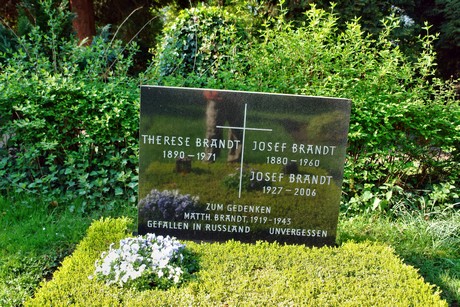 THERESE BRANDT
1890 - 1971
JOSEF BRANDT
1880 - 1960
JOSEF BRANDT
1927 - 2006
ZUM GEDENKEN
MATTH. BRANDT, 1919 - 1943
GEFALLEN IN RUSSLAND UNVERGESSEN